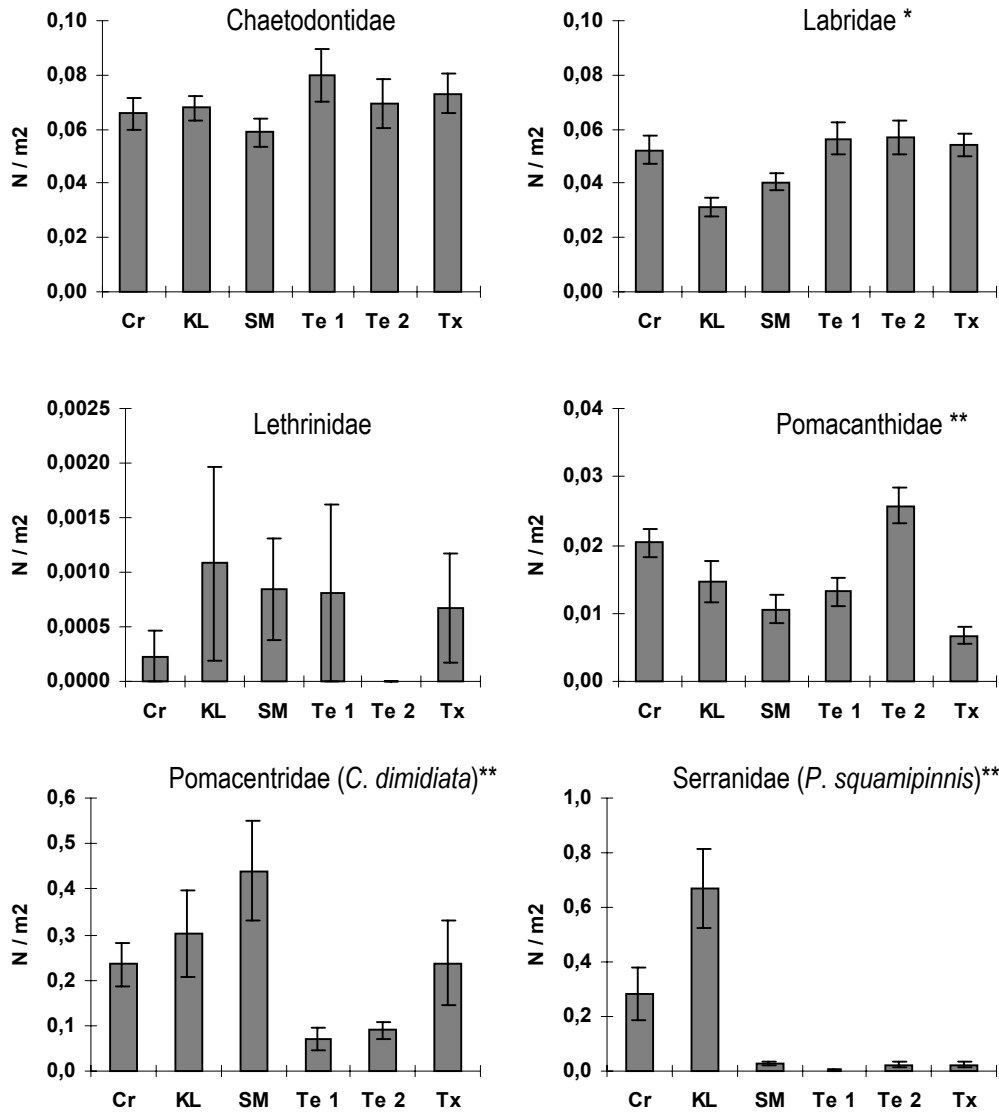 Chaetodontidae
N / m2
0,10
0,08
0,06
0,04
0,02
0,00
Cr KL SM Te 1 Te 2 Tx
Labridae *
N / m2
0,10
0,08
0,06
0,04
0,02
0,00
Cr KL SM Te 1 Te 2 Tx
Lethrinidae
N / m2
0,0025
0,0020
0,0015
0,0010
0,0005
0,0000
Cr KL SM Te 1 Te 2 Tx
Pomacanthidae **
N / m2
0,04
0,03
0,02
0,01
0,00
Cr KL SM Te 1 Te 2 Tx
Pomacentridae (C. dimidiata)**
N / m2
0,6
0,5
0,4
0,3
0,2
0,1
0,0
Cr KL SM Te 1 Te 2 Tx
Serranidae (P. squamipinnis)**
N / m2
1,0
0,8
0,6
0,4
0,2
0,0
Cr KL SM Te 1 Te 2 Tx